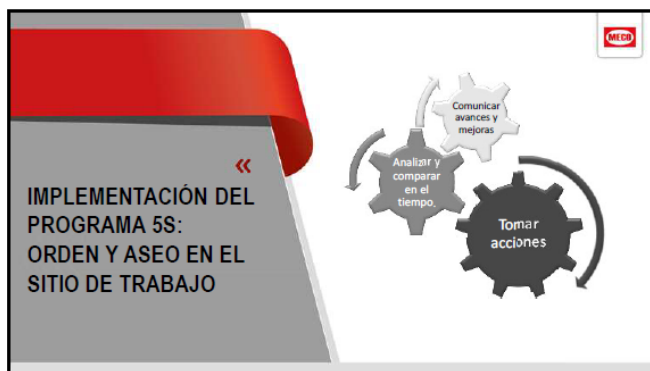 MECO
Comunicar
avances y
mejoras
Analizar y
comparar
en el
tiempo.
Tomar
acciones
«
IMPLEMENTACIÓN DEL
PROGRAMA 5S:
ORDEN Y ASEO EN EL
SITIO DE TRABAJO